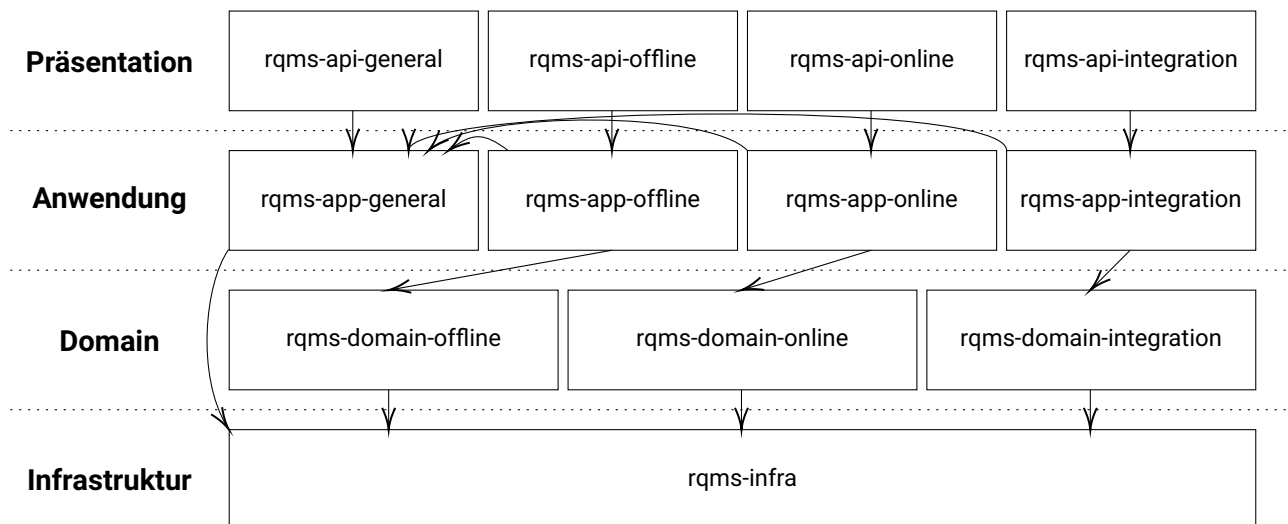 Präsentation
rqms-api-general
rqms-api-offline
rqms-api-online
rqms-api-integration
Anwendung
rqms-app-general
rqms-app-offline
rqms-app-online
rqms-app-integration
Domain
rqms-domain-offline
rqms-domain-online
rqms-domain-integration
Infrastruktur
rqms-infra